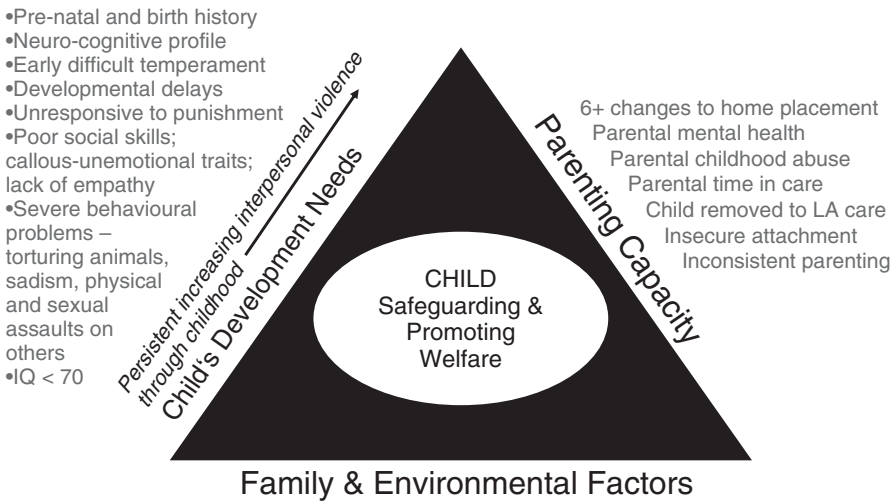 •Pre-natal and birth history
•Neuro-cognitive profile
•Early difficult temperament
•Developmental delays
•Unresponsive to punishment
•Poor social skills;
callous-unemotional traits;
lack of empathy
•Severe behavioural
problems –
torturing animals,
sadism, physical
and sexual
assaults on
others
•IQ < 70
Persistent increasing interpersonal violence
through childhood
Child‘s Development Needs
CHILD
Safeguarding &
Promoting
Welfare
Parenting Capacity
6+ changes to home placement
Parental mental health
Parental childhood abuse
Parental time in care
Child removed to LA care
Insecure attachment
Inconsistent parenting
Family & Environmental Factors